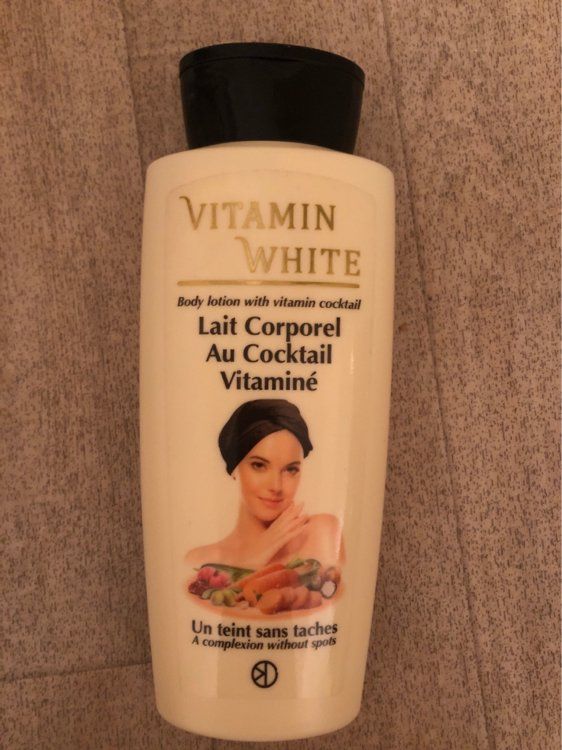 VITAMIN
WHITE
Body lotion with vitamin cocktail
Lait Corporel
Au Cocktail
Vitaminé
Un teint sans taches
A complexion without spots